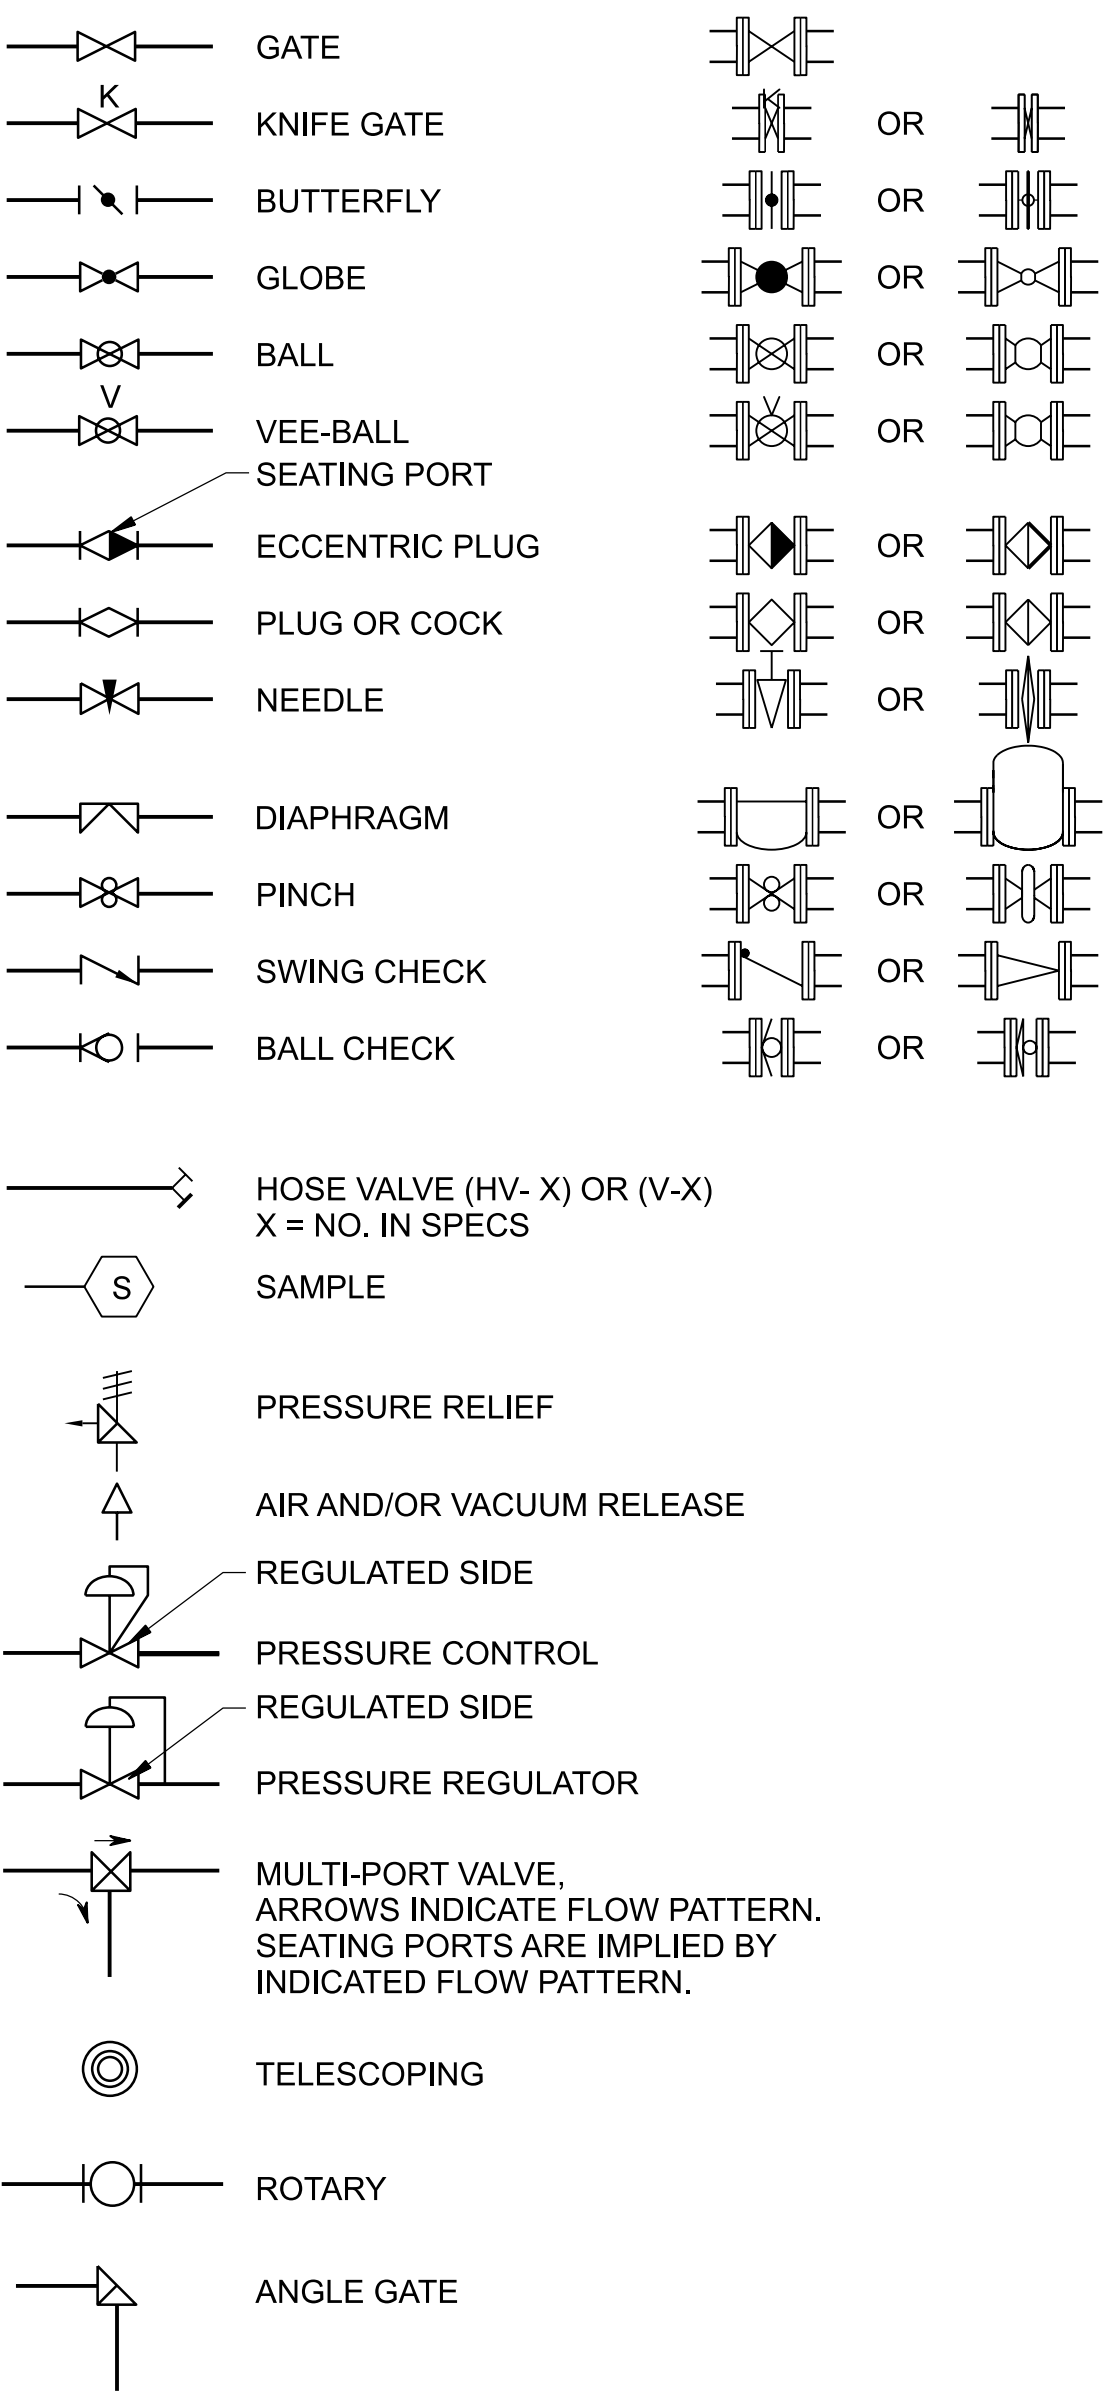 GATE
K
KNIFE GATE OR
BUTTERFLY OR
GLOBE OR
BALL OR
V
VEE-BALL OR
SEATING PORT
ECCENTRIC PLUG OR
PLUG OR COCK OR
NEEDLE OR
DIAPHRAGM OR
PINCH OR
SWING CHECK OR
BALL CHECK OR
HOSE VALVE (HV- X) OR (V-X)
X = NO. IN SPECS
S SAMPLE
PRESSURE RELIEF
AIR AND/OR VACUUM RELEASE
REGULATED SIDE
PRESSURE CONTROL
REGULATED SIDE
PRESSURE REGULATOR
MULTI-PORT VALVE,
ARROWS INDICATE FLOW PATTERN.
SEATING PORTS ARE IMPLIED BY
INDICATED FLOW PATTERN.
TELESCOPING
ROTARY
ANGLE GATE